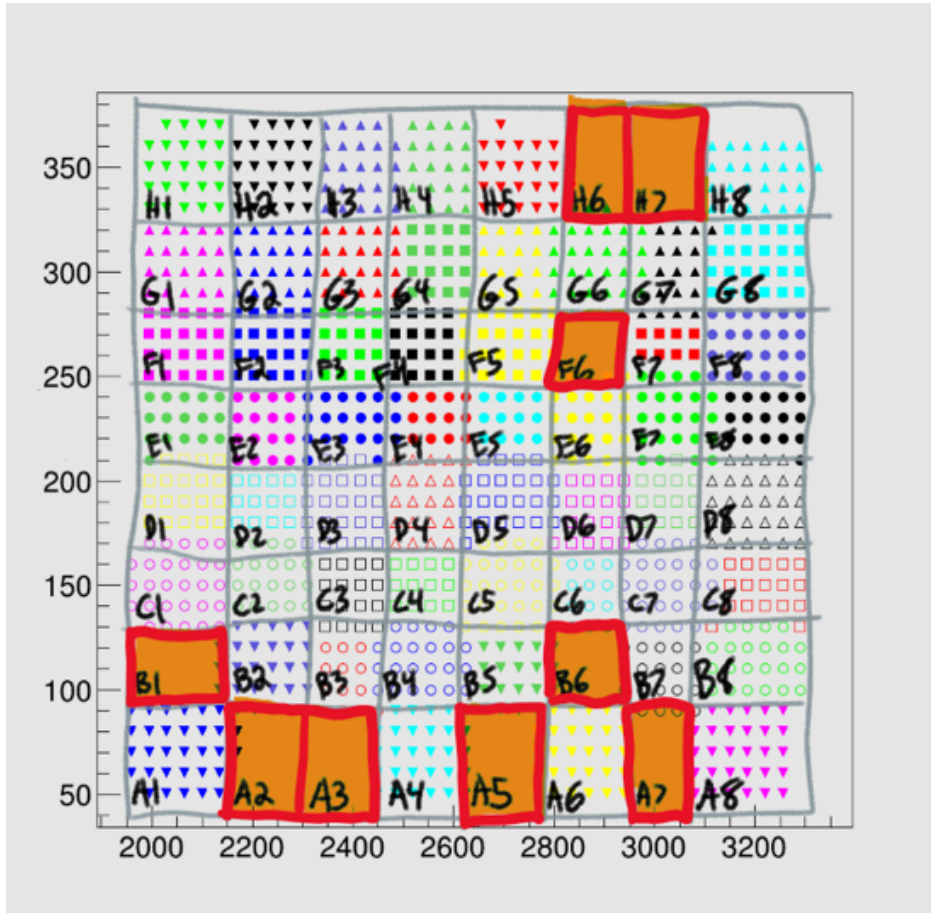 350
H1 H2 H3 H4 H5 H6 H7 H8
300
G1 G2 G3 G4 G5 G6 G7 G8
250
F1 F2 F3 F4 F5 F6 F7 F8
E1 E2 E3 E4 E5 E6 E7 E8
200
D1 D2 D3 D4 D5 D6 D7 D8
150
C1 C2 C3 C4 C5 C6 C7 C8
100
B1 B2 B3 B4 B5 B6 B7 B8
50
A1 A2 A3 A4 A5 A6 A7 A8
2000 2200 2400 2600 2800 3000 3200